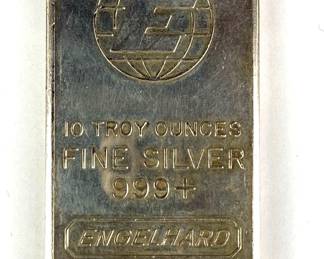 E
10 TROY OUNCES
FINE SILVER
999+
ENGELHARD